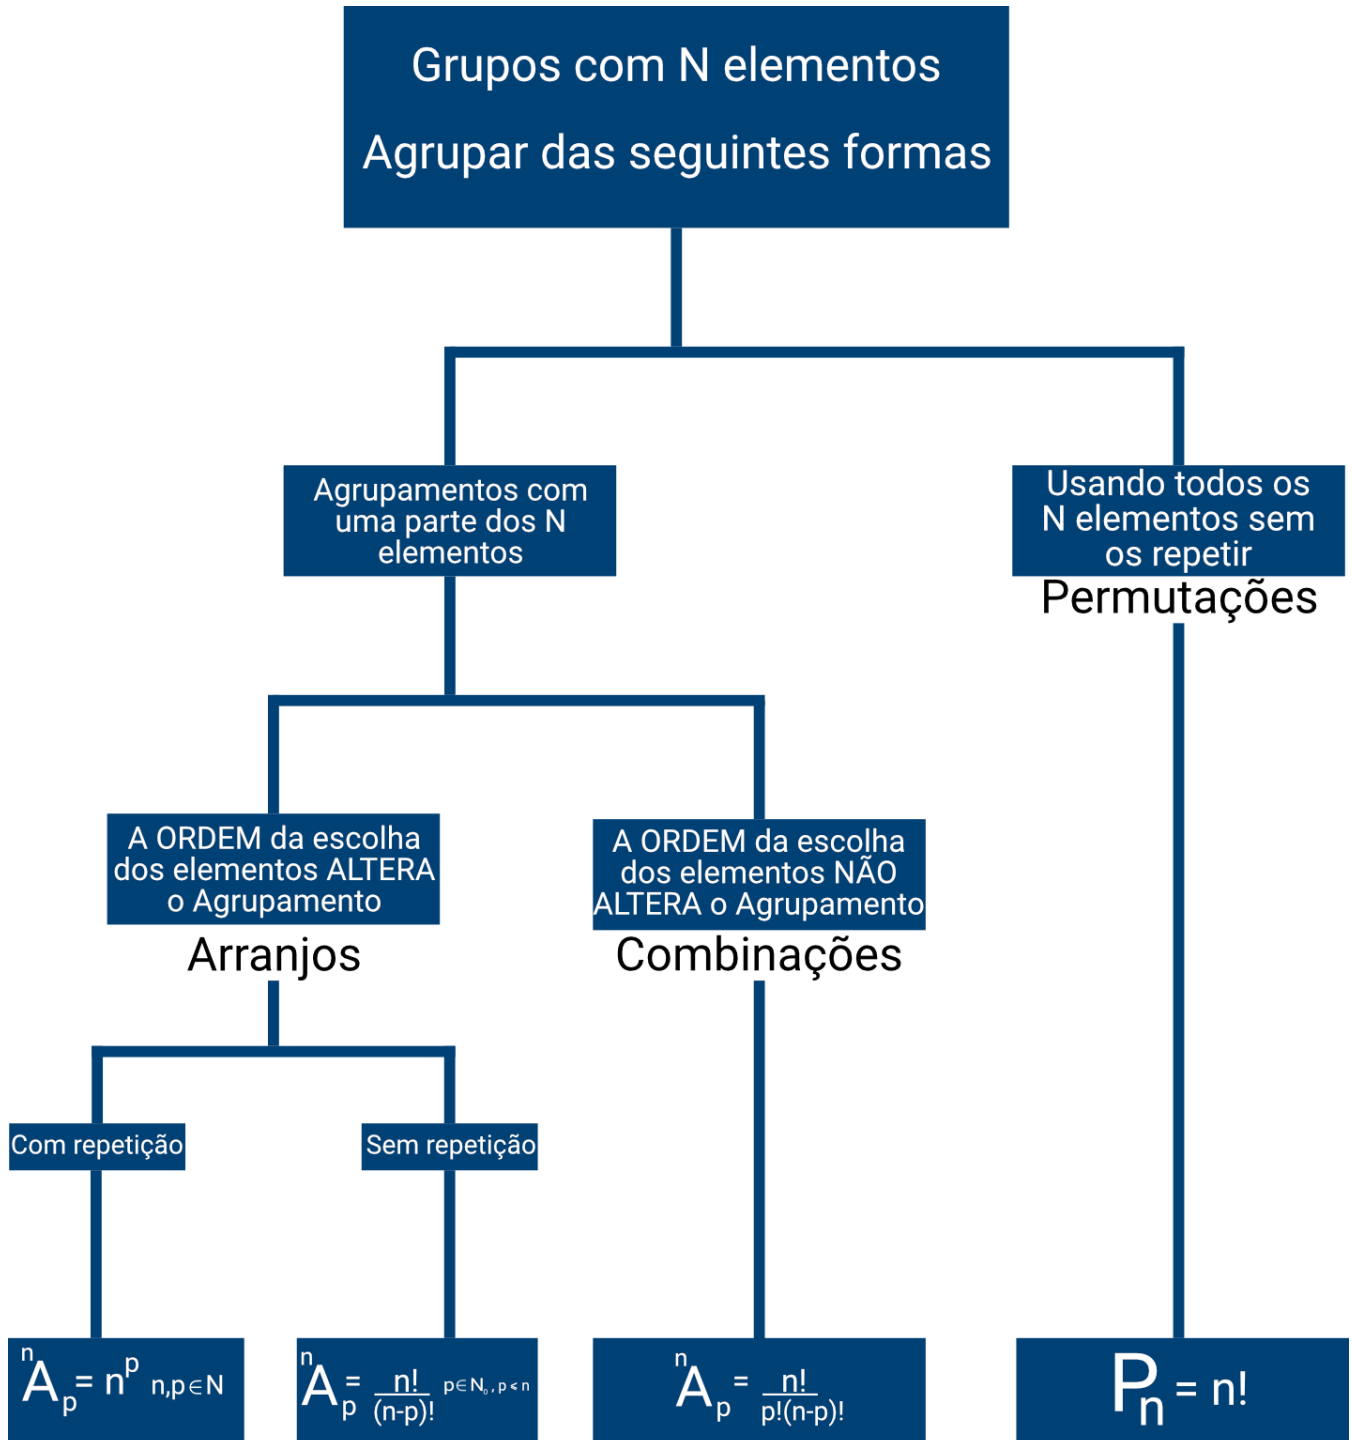 Grupos com N elementos
Agrupar das seguintes formas
Agrupamentos com
uma parte dos N
elementos
Usando todos os
N elementos sem
os repetir
Permutações
A ORDEM da escolha
dos elementos ALTERA
o Agrupamento
Arranjos
A ORDEM da escolha
dos elementos NÃO
ALTERA o Agrupamento
Combinações
Com repetição
Sem repetição
ⁿAₚ = nᵖ n,p∈N
ⁿAₚ = n!/(n-p)! p∈N₀, p≤n
ⁿAₚ = n!/p!(n-p)!
Pₙ = n!